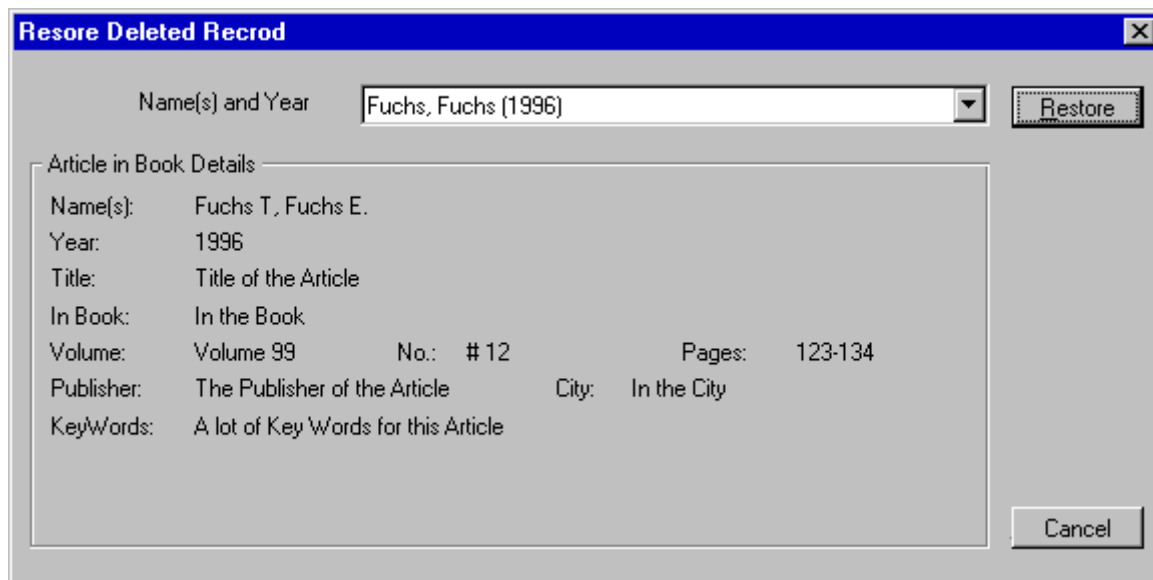 Resore Deleted Recrod
Name(s) and Year Fuchs, Fuchs (1996) Restore
Article in Book Details
Name(s): Fuchs T, Fuchs E.
Year: 1996
Title: Title of the Article
In Book: In the Book
Volume: Volume 99 No.: # 12 Pages: 123-134
Publisher: The Publisher of the Article City: In the City
KeyWords: A lot of Key Words for this Article
Cancel